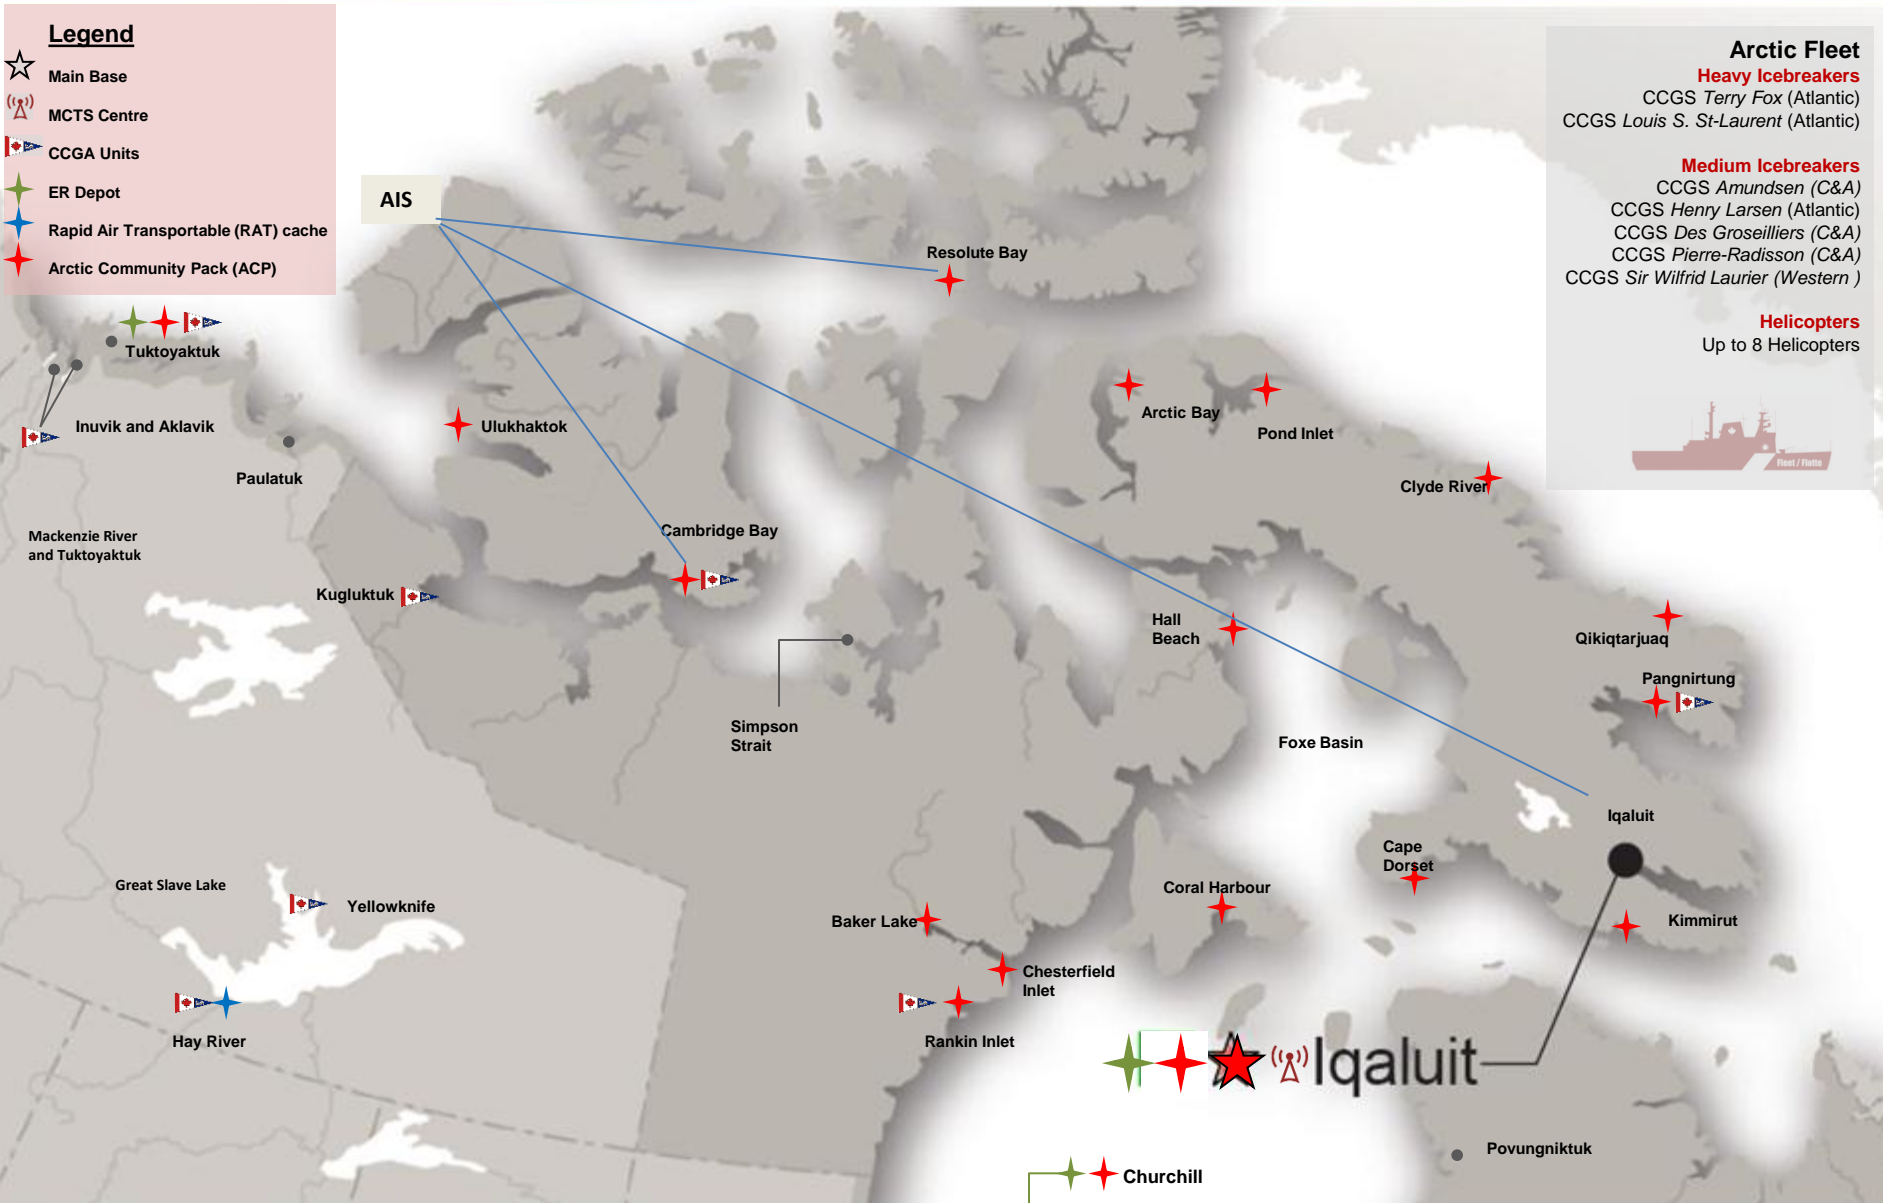 Legend
Main Base
MCTS Centre
CCGA Units
ER Depot
Rapid Air Transportable (RAT) cache
Arctic Community Pack (ACP)
Arctic Fleet
Heavy Icebreakers
CCGS Terry Fox (Atlantic)
CCGS Louis S. St-Laurent (Atlantic)
Medium Icebreakers
CCGS Amundsen (C&A)
CCGS Henry Larsen (Atlantic)
CCGS Des Groseilliers (C&A)
CCGS Pierre-Radisson (C&A)
CCGS Sir Wilfrid Laurier (Western )
Helicopters
Up to 8 Helicopters
Fleet / Flotte
AIS
Resolute Bay
Tuktoyaktuk
Inuvik and Aklavik
Paulatuk
Ulukhaktok
Arctic Bay
Pond Inlet
Clyde River
Mackenzie River
and Tuktoyaktuk
Cambridge Bay
Kugluktuk
Hall
Beach
Qikiqtarjuaq
Pangnirtung
Simpson
Strait
Foxe Basin
Iqaluit
Cape
Dorset
Great Slave Lake
Yellowknife
Coral Harbour
Baker Lake
Kimmirut
Chesterfield
Inlet
Hay River
Rankin Inlet
Iqaluit
Povungniktuk
Churchill